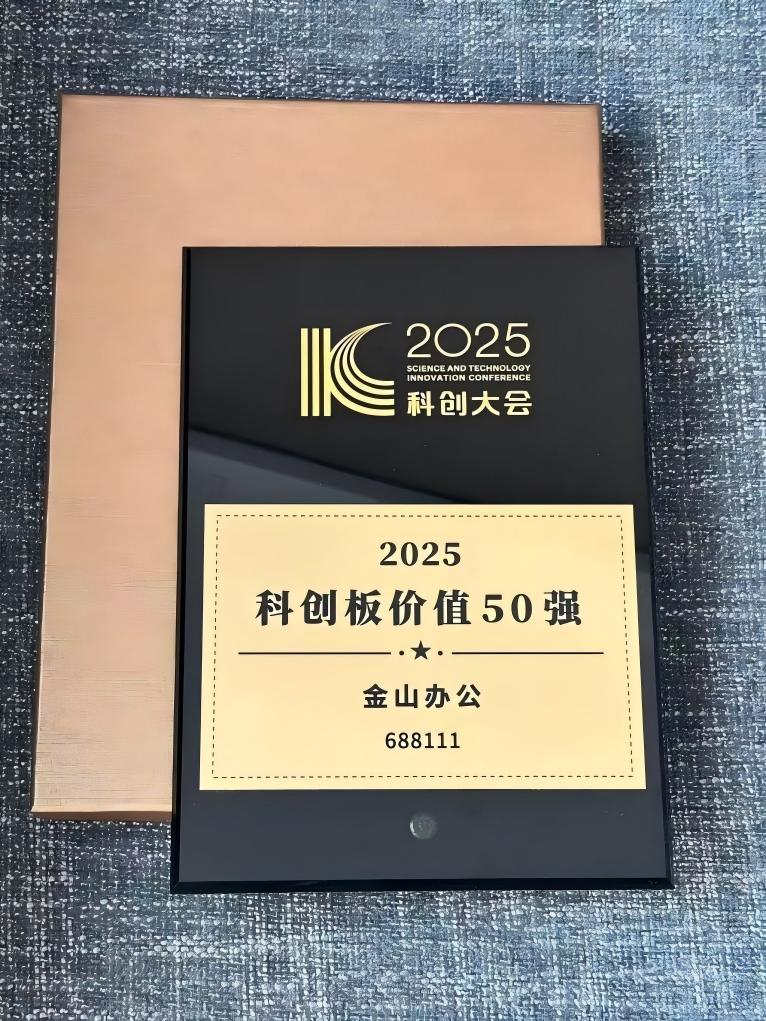 2025
SCIENCE AND TECHNOLOGY
INNOVATION CONFERENCE
科创大会
2025
科创板价值50强
金山办公
688111